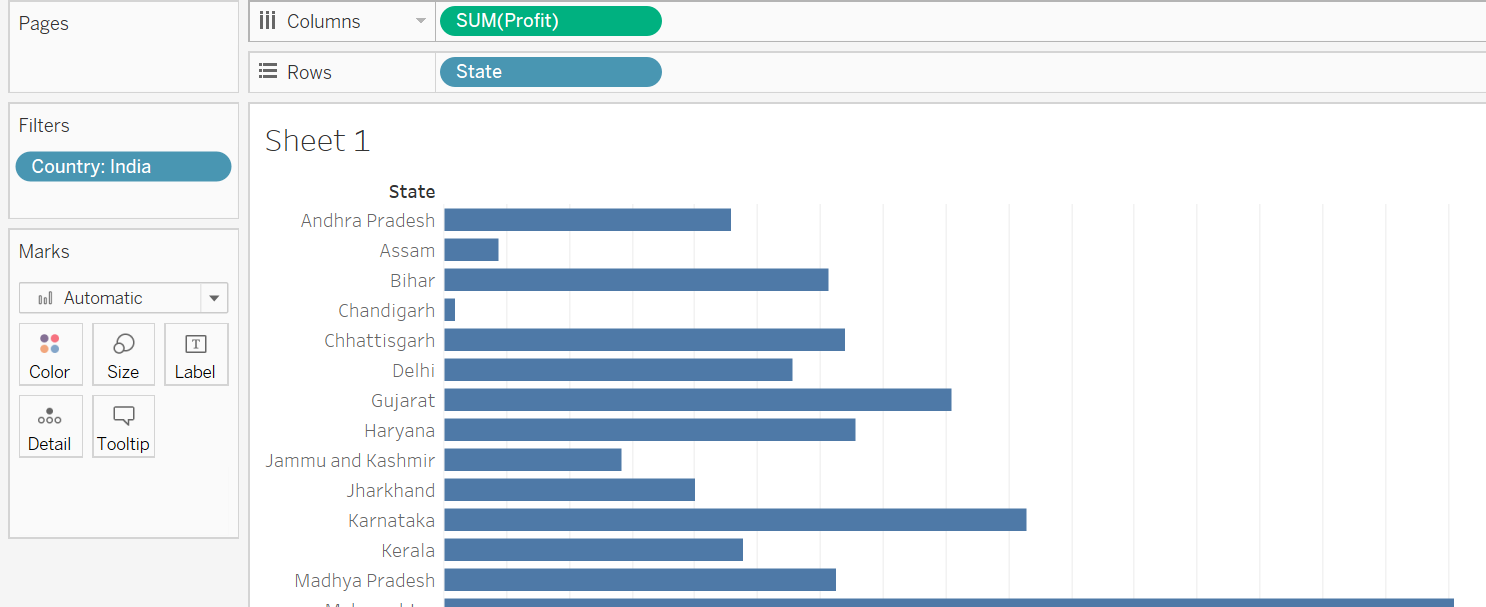 Pages
Columns
SUM(Profit)
Rows
State
Filters
Country: India
Marks
Automatic
Color
Size
T
Label
Detail
Tooltip
Sheet 1
State
Andhra Pradesh
Assam
Bihar
Chandigarh
Chhattisgarh
Delhi
Gujarat
Haryana
Jammu and Kashmir
Jharkhand
Karnataka
Kerala
Madhya Pradesh